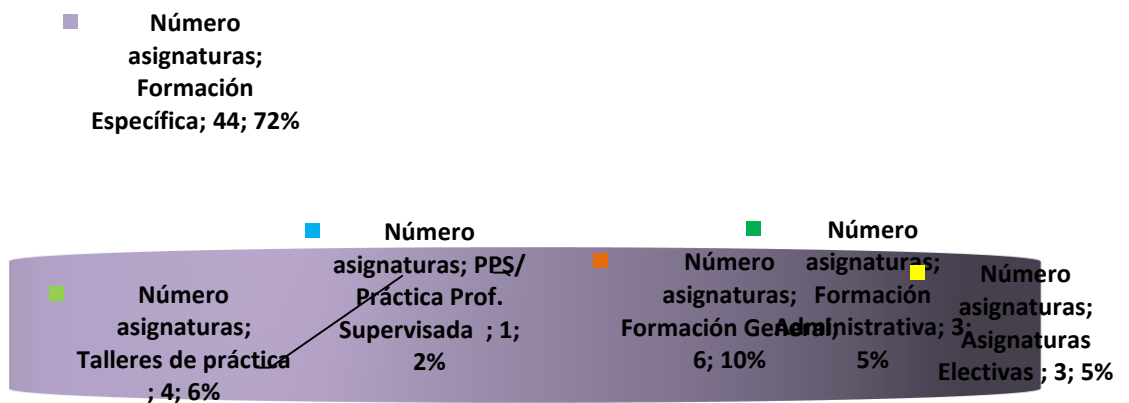 Número
asignaturas;
Formación
Específica; 44; 72%
Número
asignaturas; PPS/
Práctica Prof.
Supervisada ; 1;
2%
Número
asignaturas;
Formación
Administrativa; 3;
5%
Número
asignaturas;
Formación General;
6; 10%
Número
asignaturas;
Asignaturas
Electivas ; 3; 5%
Número
asignaturas;
Talleres de práctica
; 4; 6%